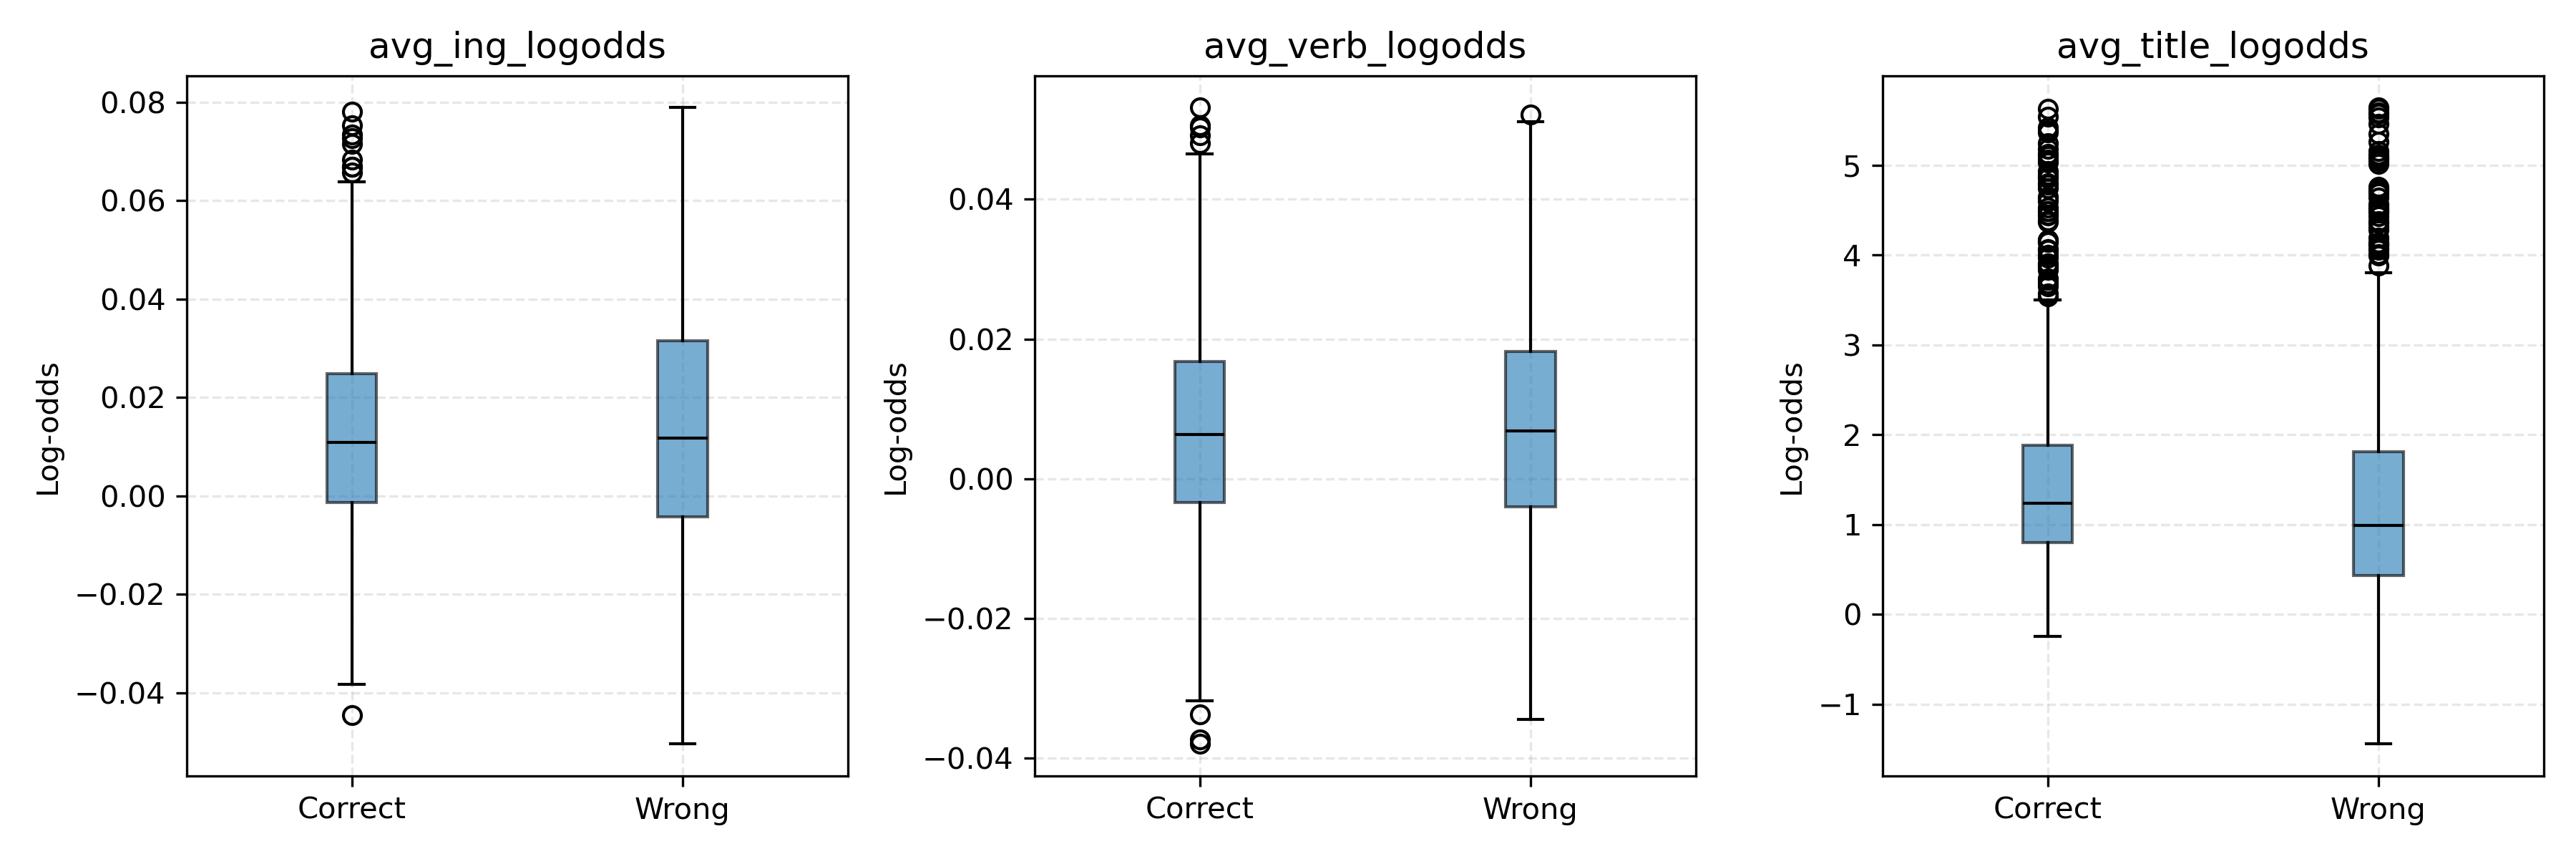 avg_ing_logodds
Log-odds
0.08
0.06
0.04
0.02
0.00
−0.02
−0.04
Correct Wrong
avg_verb_logodds
Log-odds
0.04
0.02
0.00
−0.02
−0.04
Correct Wrong
avg_title_logodds
Log-odds
5
4
3
2
1
0
−1
Correct Wrong